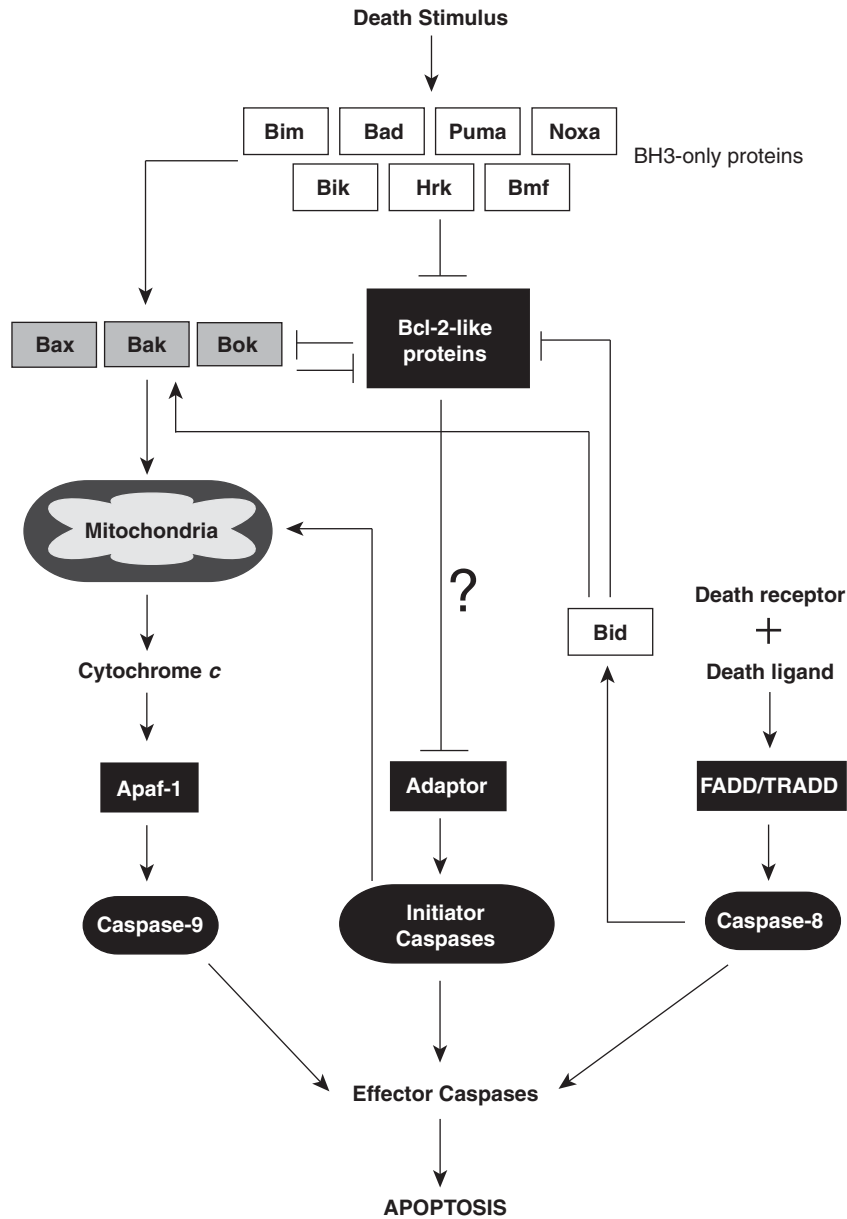 Death Stimulus
Bim Bad Puma Noxa
BH3-only proteins
Bik Hrk Bmf
Bcl-2-like
proteins
Bax Bak Bok
Mitochondria
?
Death receptor
+
Death ligand
Bid
Cytochrome c
Apaf-1
Adaptor
FADD/TRADD
Caspase-9
Initiator
Caspases
Caspase-8
Effector Caspases
APOPTOSIS